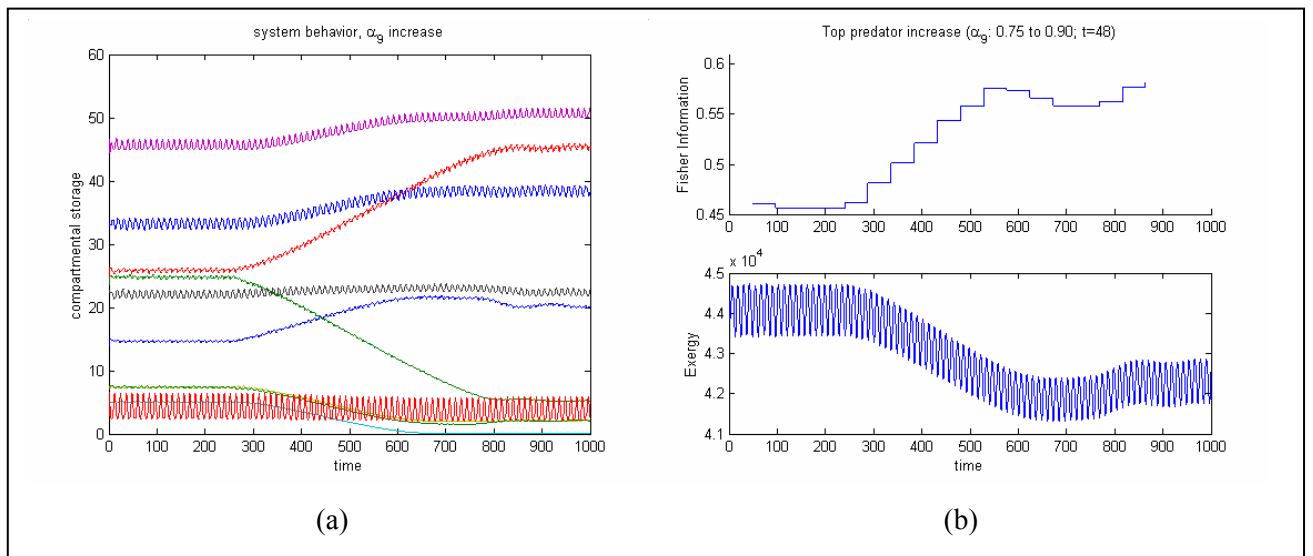 system behavior, α9 increase
60
50
40
30
20
10
0
compartmental storage
0 100 200 300 400 500 600 700 800 900 1000
time
(a)
Top predator increase (α9: 0.75 to 0.90; t=48)
0.6
0.55
0.5
0.45
Fisher Information
0 100 200 300 400 500 600 700 800 900 1000
x 10^4
4.5
4.4
4.3
4.2
4.1
Exergy
0 100 200 300 400 500 600 700 800 900 1000
time
(b)